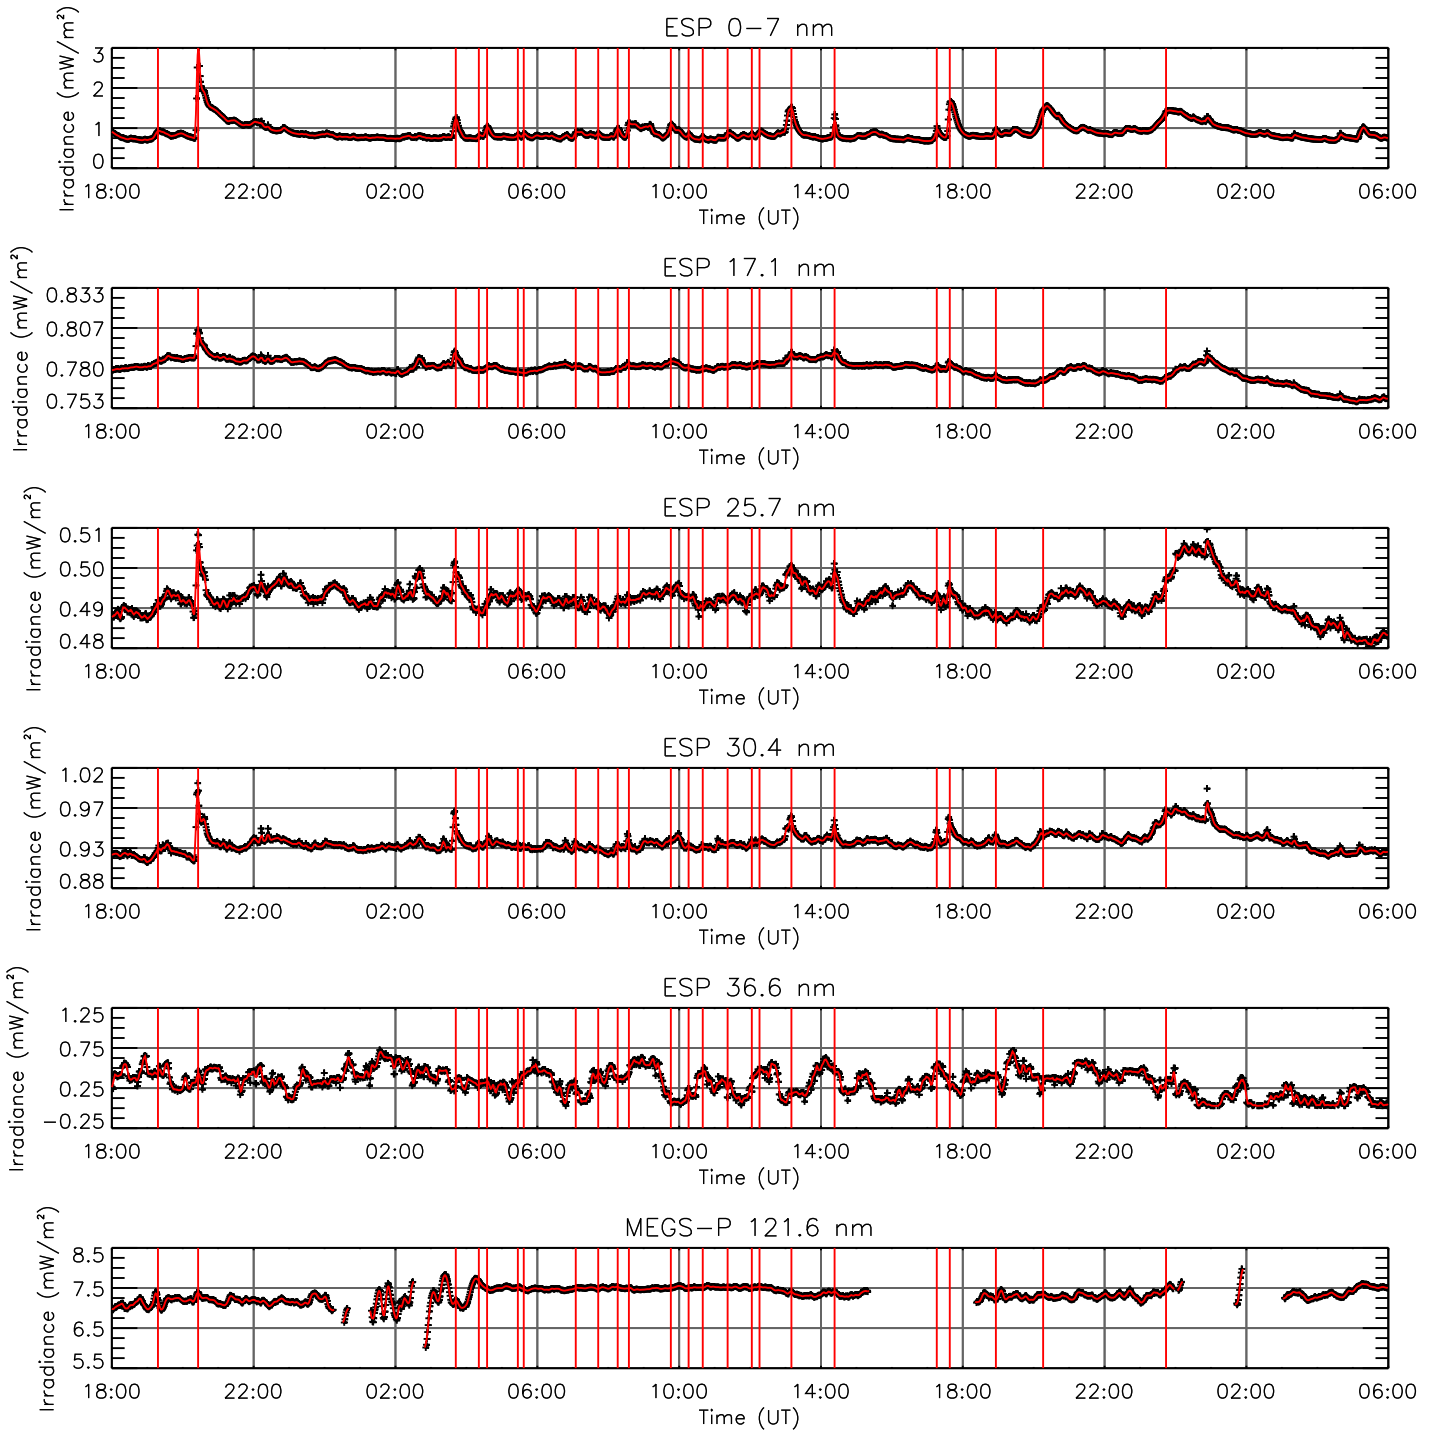 ESP 0-7 nm
Irradiance (mW/m²)
3
2
1
0
18:00 22:00 02:00 06:00 10:00 14:00 18:00 22:00 02:00 06:00
Time (UT)
ESP 17.1 nm
Irradiance (mW/m²)
0.833
0.807
0.780
0.753
18:00 22:00 02:00 06:00 10:00 14:00 18:00 22:00 02:00 06:00
Time (UT)
ESP 25.7 nm
Irradiance (mW/m²)
0.51
0.50
0.49
0.48
18:00 22:00 02:00 06:00 10:00 14:00 18:00 22:00 02:00 06:00
Time (UT)
ESP 30.4 nm
Irradiance (mW/m²)
1.02
0.97
0.93
0.88
18:00 22:00 02:00 06:00 10:00 14:00 18:00 22:00 02:00 06:00
Time (UT)
ESP 36.6 nm
Irradiance (mW/m²)
1.25
0.75
0.25
-0.25
18:00 22:00 02:00 06:00 10:00 14:00 18:00 22:00 02:00 06:00
Time (UT)
MEGS-P 121.6 nm
Irradiance (mW/m²)
8.5
7.5
6.5
5.5
18:00 22:00 02:00 06:00 10:00 14:00 18:00 22:00 02:00 06:00
Time (UT)